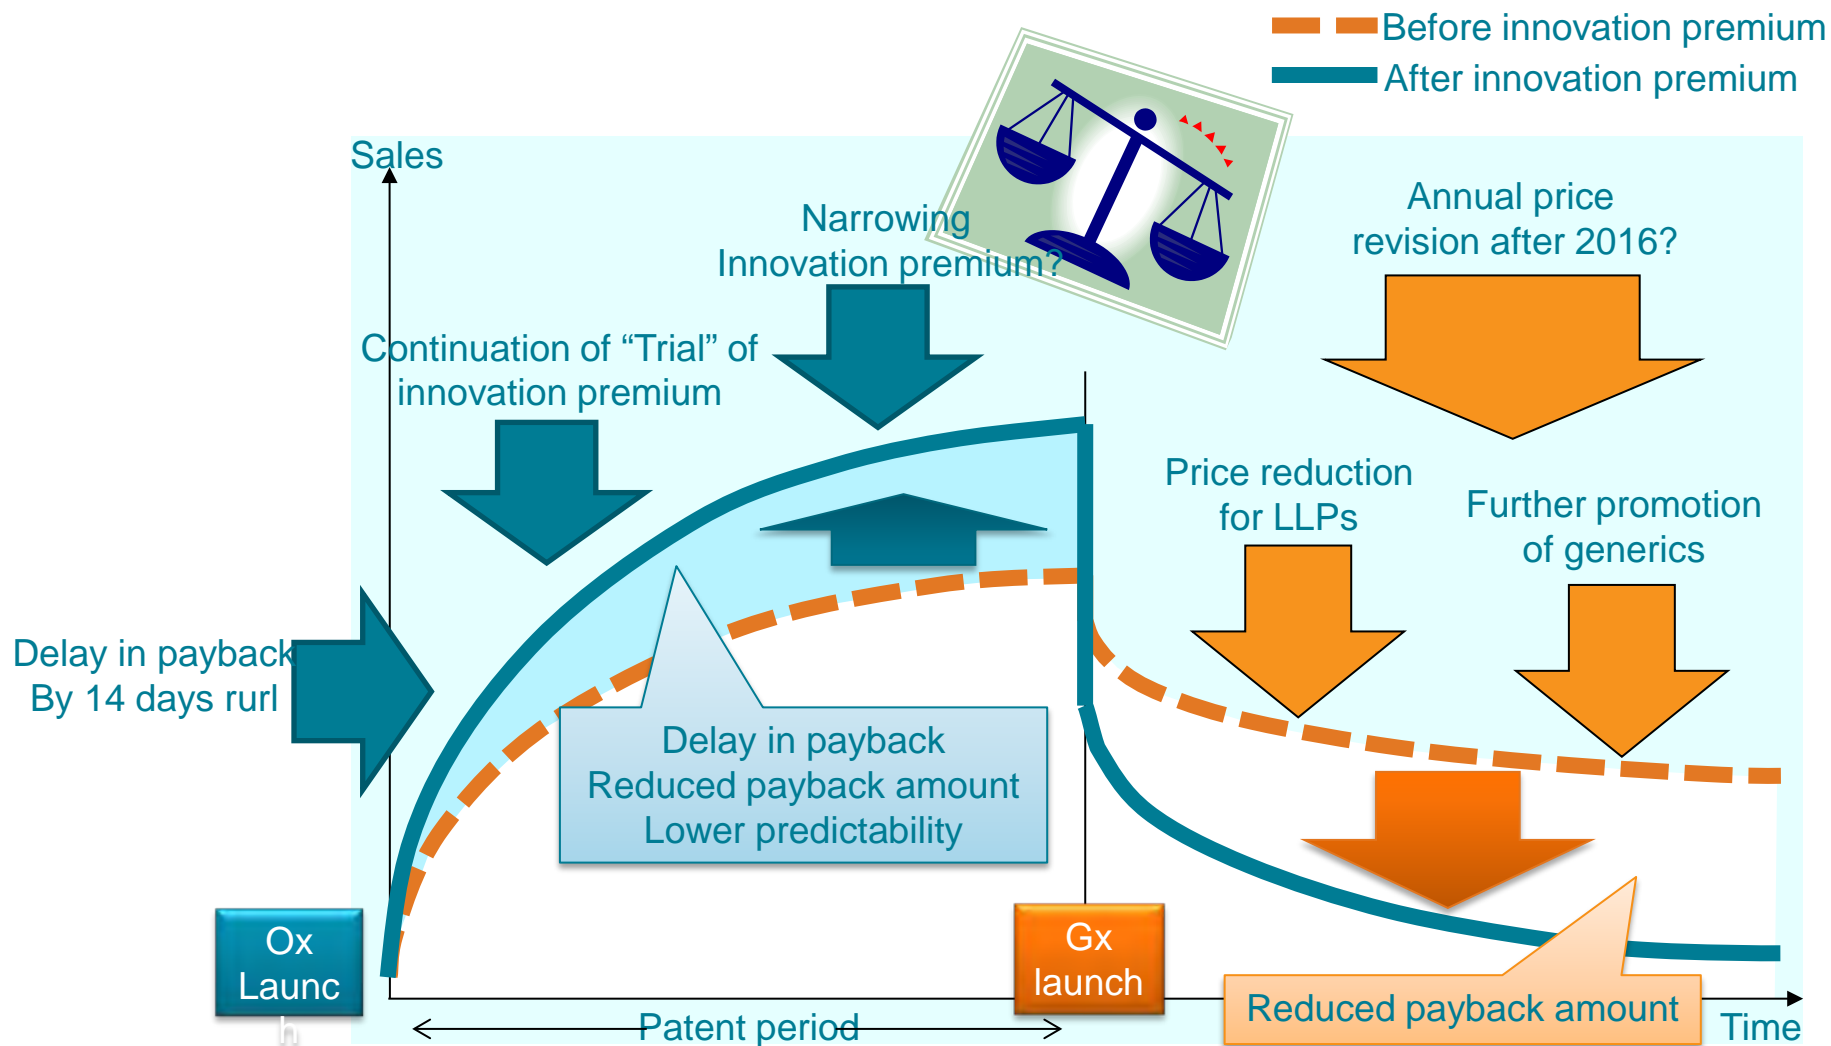 Before innovation premium
After innovation premium
Sales
Narrowing
Innovation premium?
Annual price
revision after 2016?
Continuation of “Trial” of
innovation premium
Price reduction
for LLPs
Further promotion
of generics
Delay in payback
By 14 days rurl
Delay in payback
Reduced payback amount
Lower predictability
Ox
Launc
h
Gx
launch
Reduced payback amount
Patent period
Time